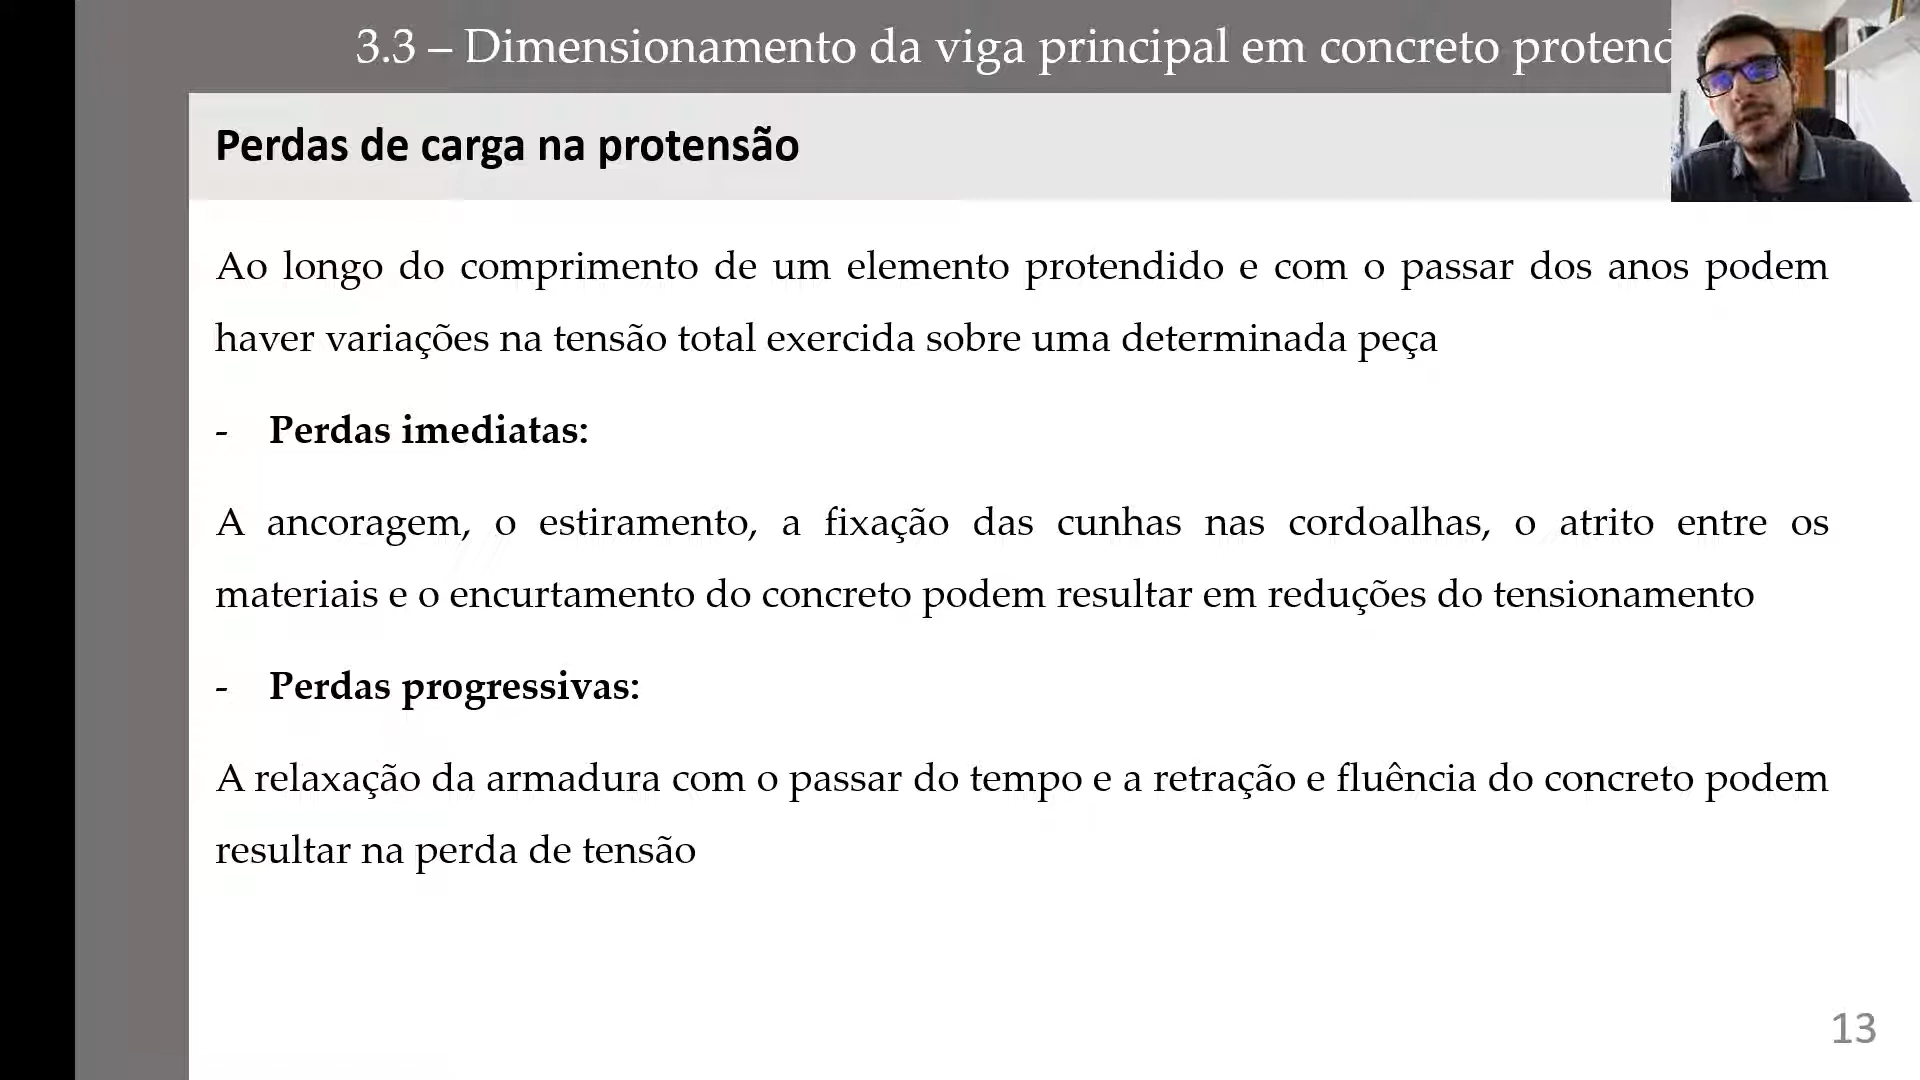 3.3 – Dimensionamento da viga principal em concreto protend
Perdas de carga na protensão
Ao longo do comprimento de um elemento protendido e com o passar dos anos podem
haver variações na tensão total exercida sobre uma determinada peça
- Perdas imediatas:
A ancoragem, o estiramento, a fixação das cunhas nas cordoalhas, o atrito entre os
materiais e o encurtamento do concreto podem resultar em reduções do tensionamento
- Perdas progressivas:
A relaxação da armadura com o passar do tempo e a retração e fluência do concreto podem
resultar na perda de tensão
13